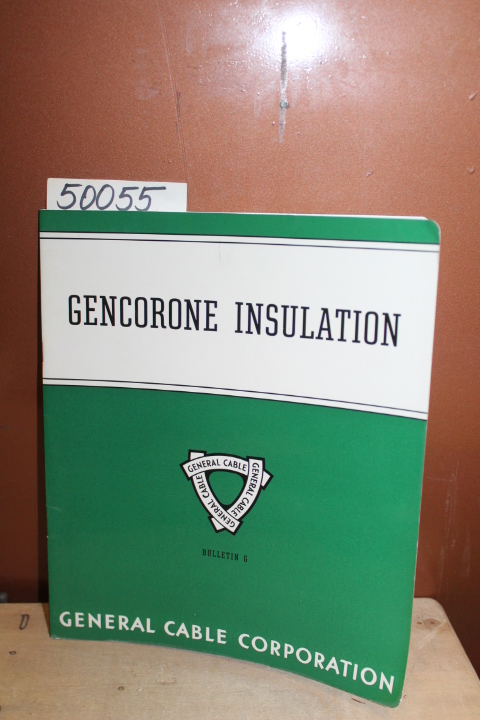 50055
GENCORONE INSULATION
GENERAL CABLE
GENERAL CABLE
GENERAL CABLE
BULLETIN 6
GENERAL CABLE CORPORATION
D